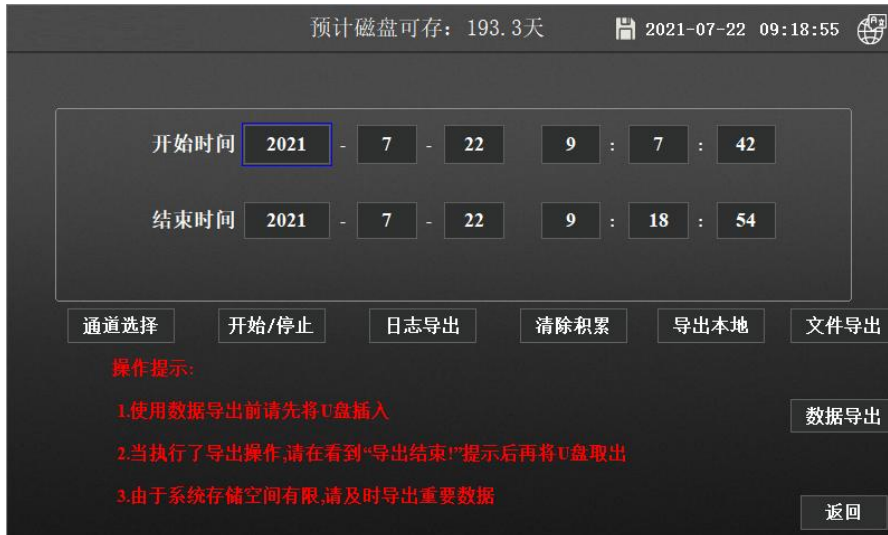 预计磁盘可存：193.3天 2021-07-22 09:18:55
开始时间 2021 - 7 - 22 9 : 7 : 42
结束时间 2021 - 7 - 22 9 : 18 : 54
通道选择 开始/停止 日志导出 清除积累 导出本地 文件导出
操作提示:
1.使用数据导出前请先将U盘插入
数据导出
2.当执行了导出操作,请在看到“导出结束!”提示后再将U盘取出
3.由于系统存储空间有限,请及时导出重要数据
返回